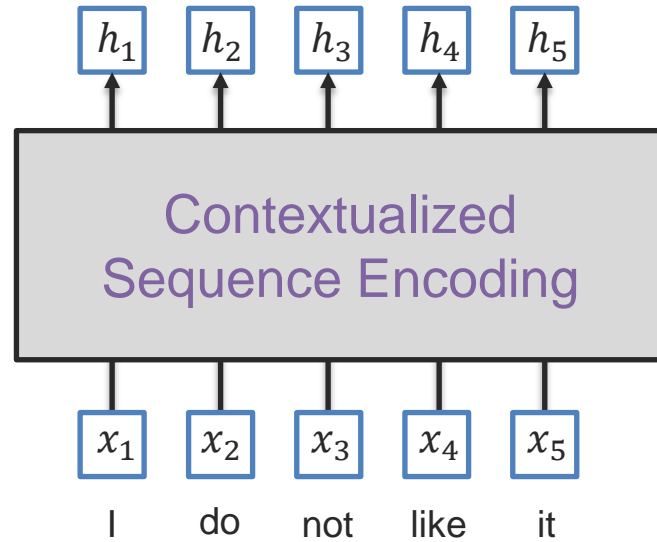 h₁ h₂ h₃ h₄ h₅
Contextualized
Sequence Encoding
x₁ x₂ x₃ x₄ x₅
I do not like it